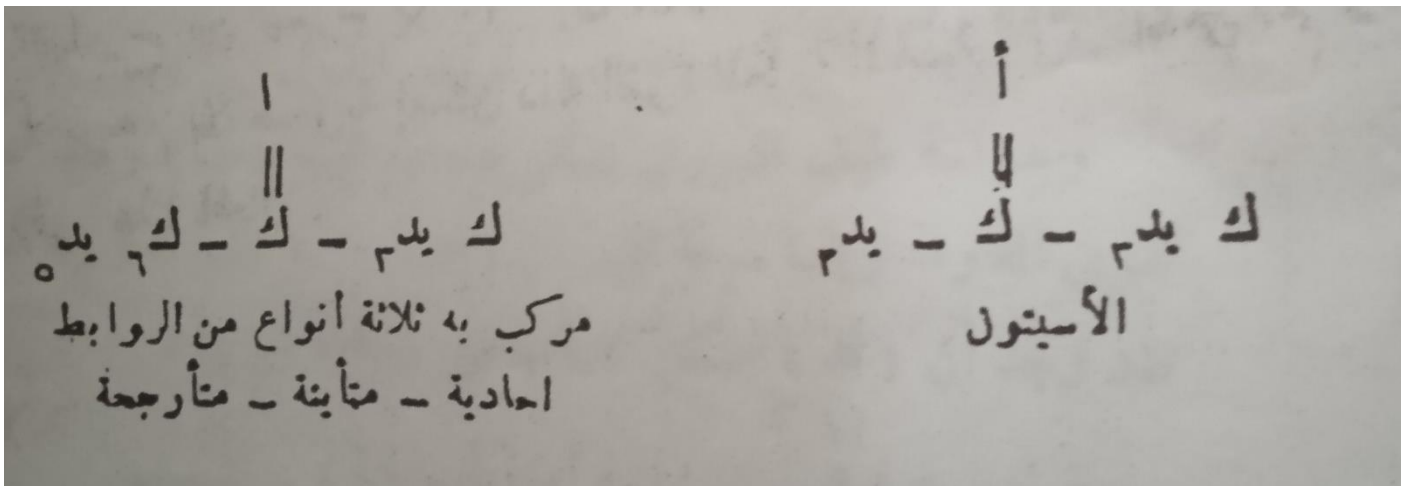 أ
||
ك يد٣ – ك – يد٣
الأسيتون
ا
||
ك يد٣ – ك – ك٦ يد٥
مركب به ثلاثة أنواع من الروابط
احادية – متأينة – متأرجحة